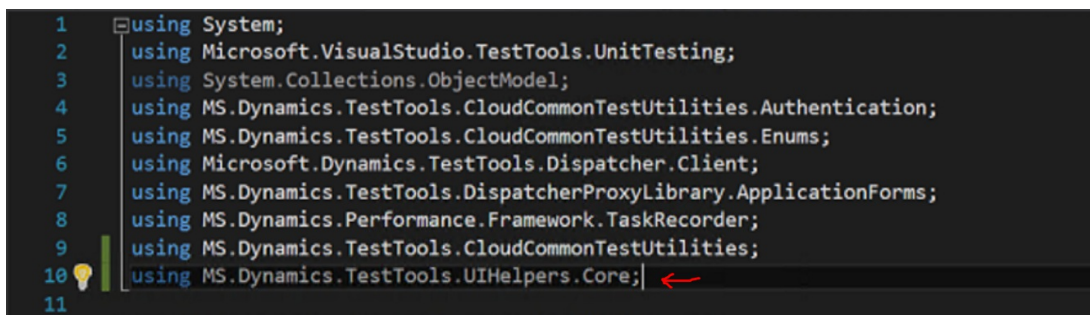 1 using System;
2 using Microsoft.VisualStudio.TestTools.UnitTesting;
3 using System.Collections.ObjectModel;
4 using MS.Dynamics.TestTools.CloudCommonTestUtilities.Authentication;
5 using MS.Dynamics.TestTools.CloudCommonTestUtilities.Enums;
6 using Microsoft.Dynamics.TestTools.Dispatcher.Client;
7 using MS.Dynamics.TestTools.DispatcherProxyLibrary.ApplicationForms;
8 using MS.Dynamics.Performance.Framework.TaskRecorder;
9 using MS.Dynamics.TestTools.CloudCommonTestUtilities;
10 using MS.Dynamics.TestTools.UIHelpers.Core;
11